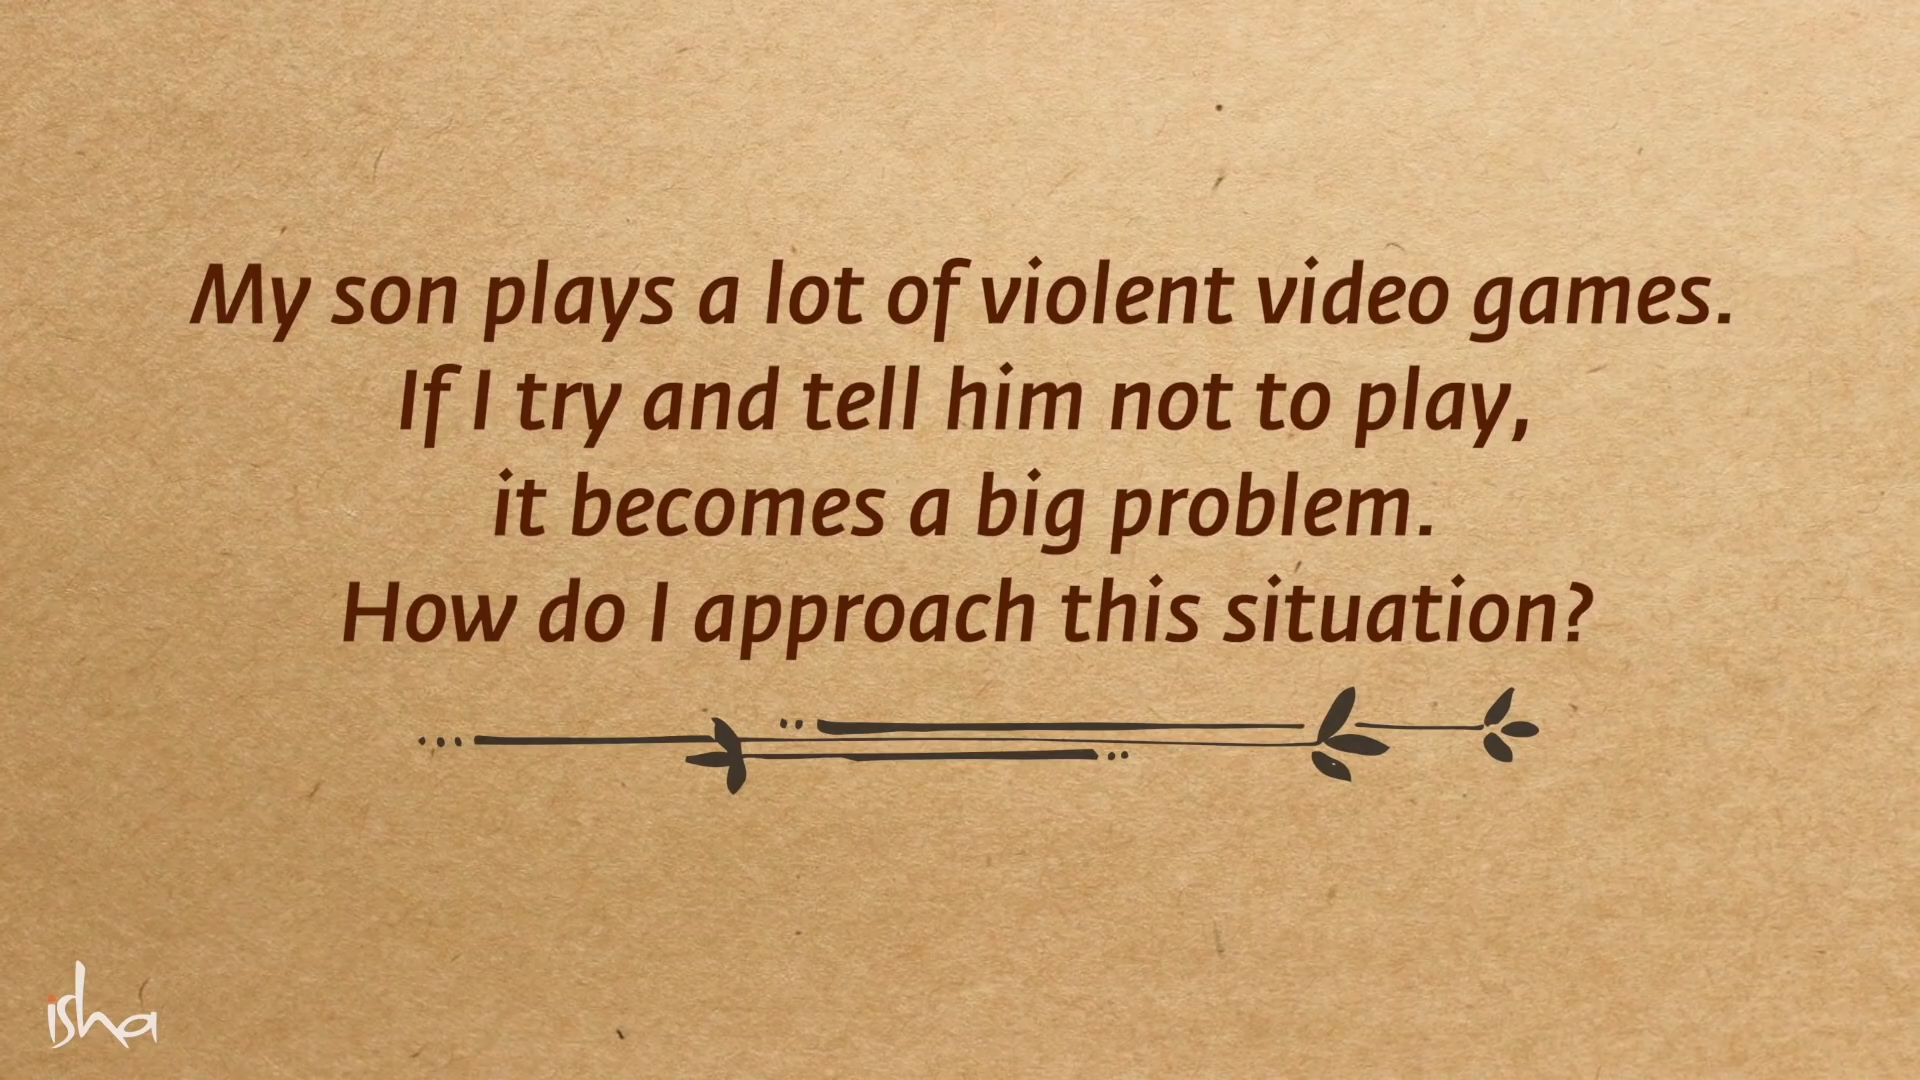 My son plays a lot of violent video games.
If I try and tell him not to play,
it becomes a big problem.
How do I approach this situation?
isha